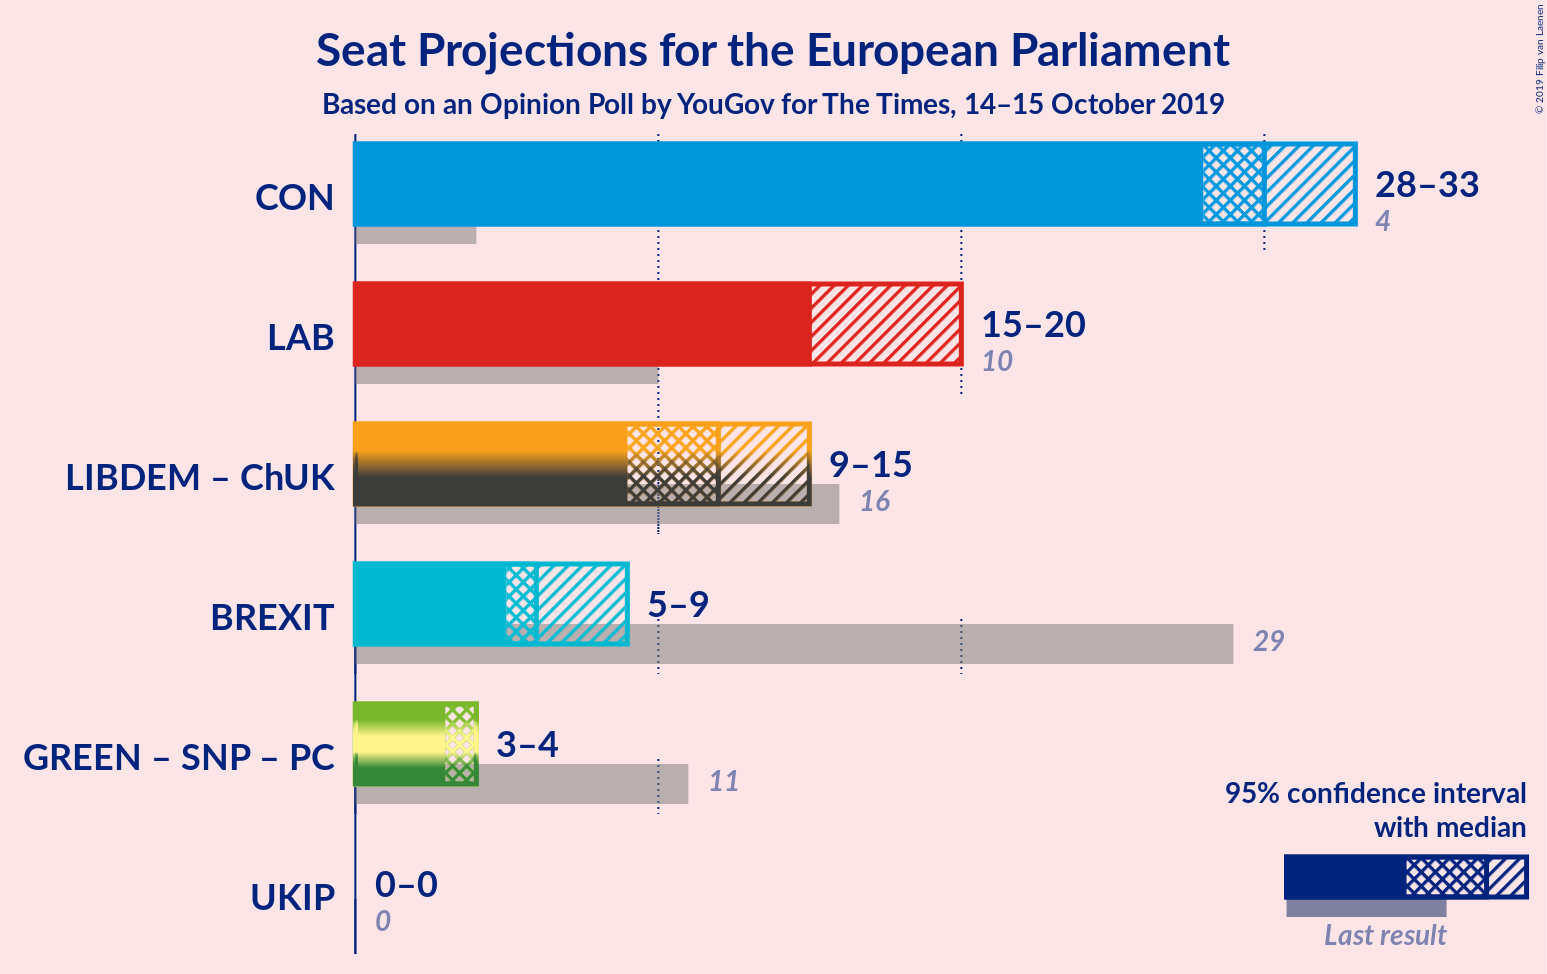 Seat Projections for the European Parliament
Based on an Opinion Poll by YouGov for The Times, 14–15 October 2019
© 2019 Filip van Laenen
CON
28–33
4
LAB
15–20
10
LIBDEM – ChUK
9–15
16
BREXIT
5–9
29
GREEN – SNP – PC
3–4
11
UKIP
0–0
0
95% confidence interval
with median
Last result